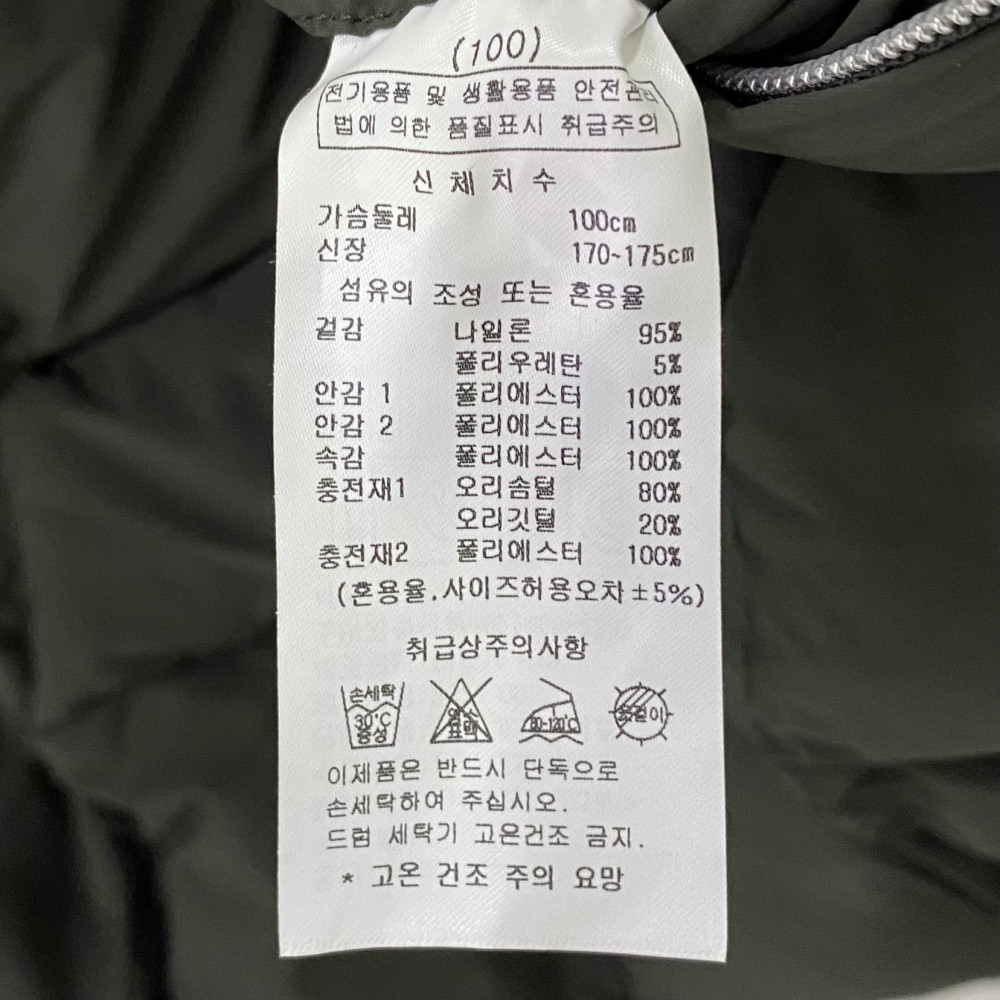 (100)
전기용품 및 생활용품 안전관리
법에 의한 품질표시 취급주의
신 체 치 수
가슴둘레 100cm
신장 170~175cm
섬유의 조성 또는 혼용율
겉감 나일론 95%
폴리우레탄 5%
안감 1 폴리에스터 100%
안감 2 폴리에스터 100%
속감 폴리에스터 100%
충전재1 오리솜털 80%
오리깃털 20%
충전재2 폴리에스터 100%
(혼용율.사이즈허용오차±5%)
취급상주의사항
손세탁
30℃
중성
염소
표백
80-120℃
옷걸이
이제품은 반드시 단독으로
손세탁하여 주십시오.
드럼 세탁기 고온건조 금지.
* 고온 건조 주의 요망